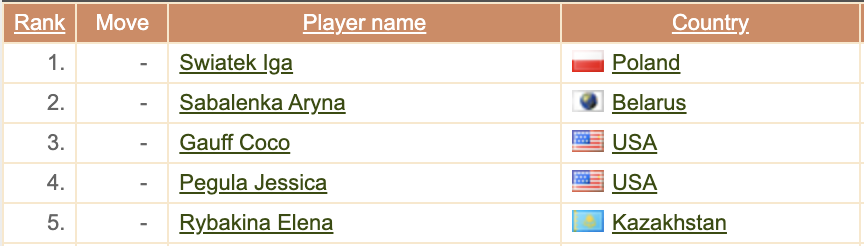 Rank Move Player name Country
1. - Swiatek Iga Poland
2. - Sabalenka Aryna Belarus
3. - Gauff Coco USA
4. - Pegula Jessica USA
5. - Rybakina Elena Kazakhstan